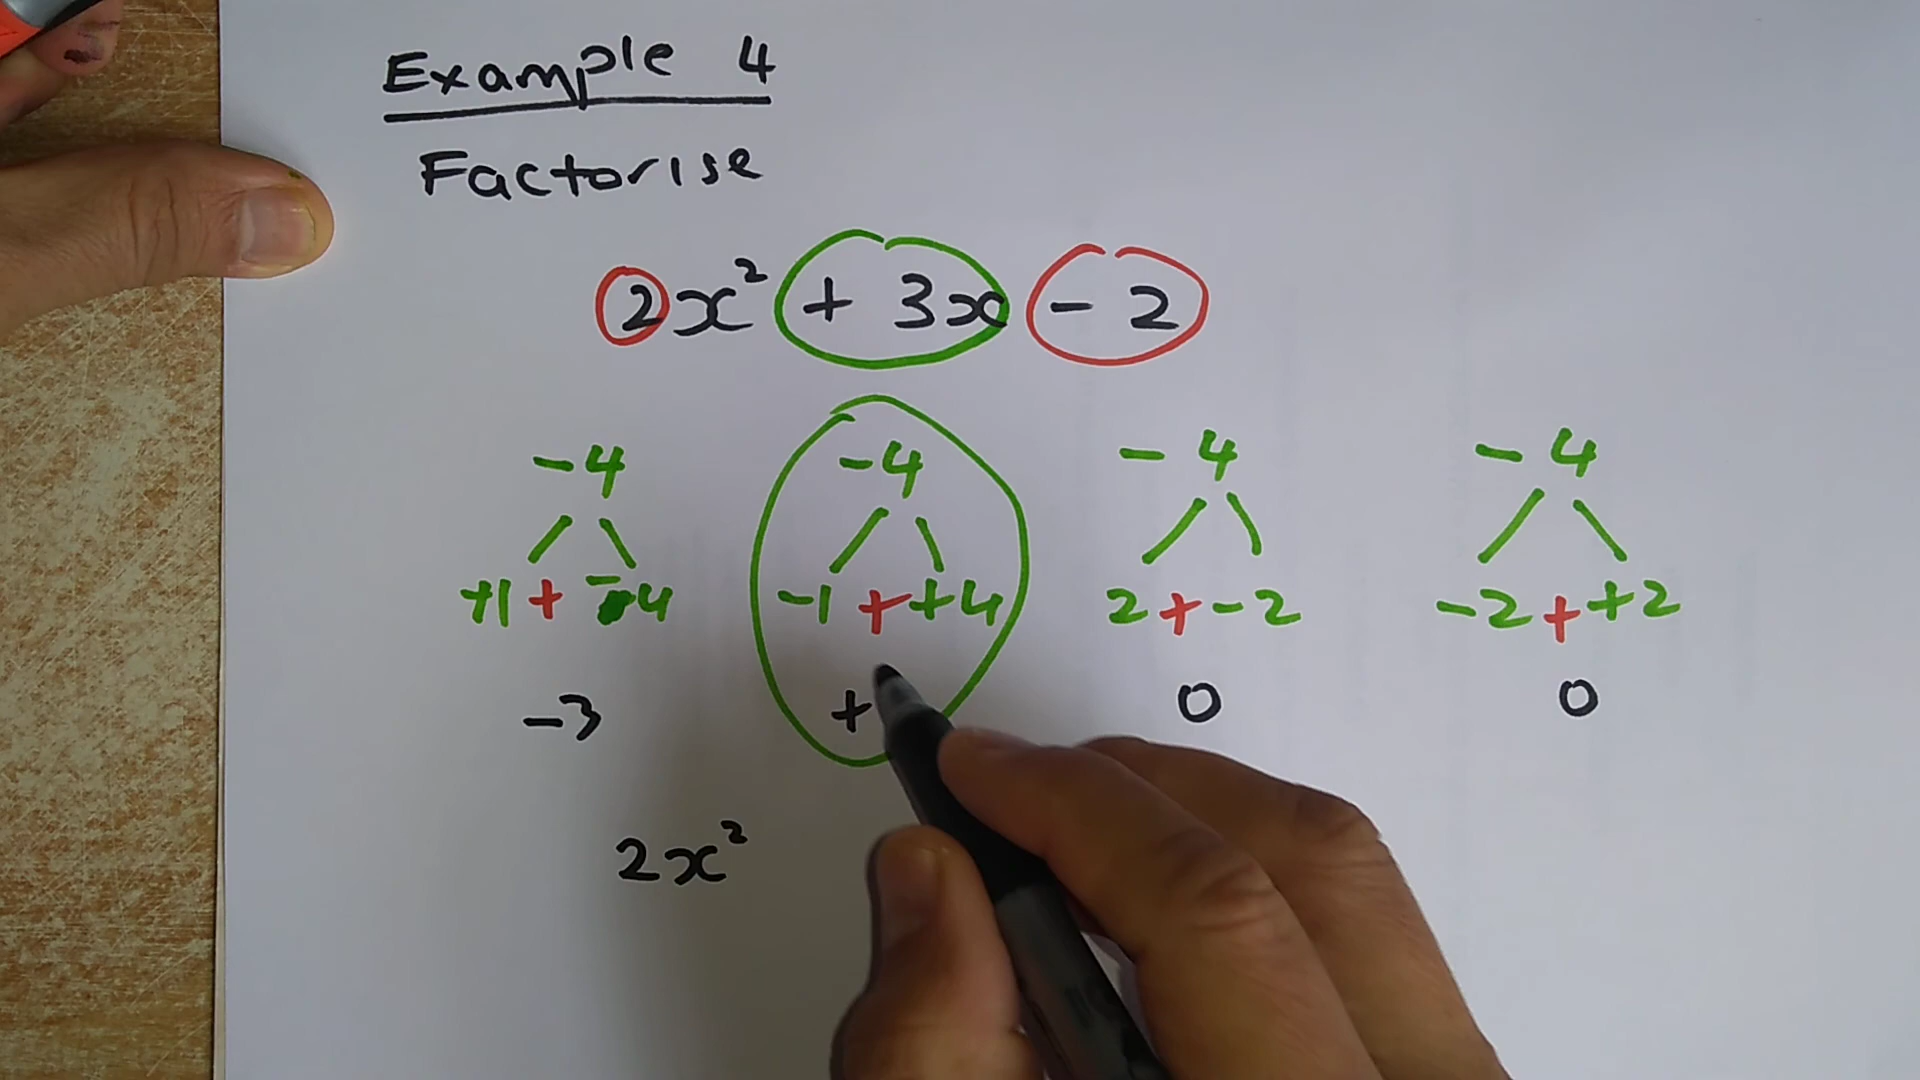 Example 4
Factorise
2x² + 3x - 2
-4 -4 -4 -4
+1 + -4 -1 + +4 2 + -2 -2 + +2
-3 + 0 0
2x²